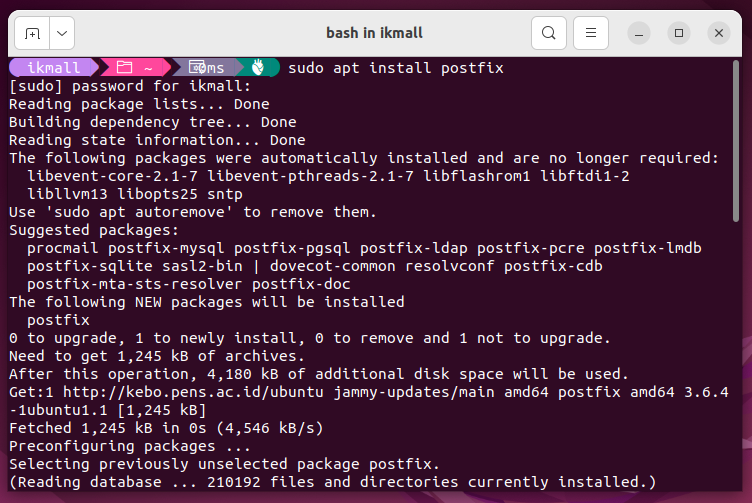 bash in ikmall
ikmall ~ 0ms sudo apt install postfix
[sudo] password for ikmall:
Reading package lists... Done
Building dependency tree... Done
Reading state information... Done
The following packages were automatically installed and are no longer required:
libevent-core-2.1-7 libevent-pthreads-2.1-7 libflashrom1 libftdi1-2
libllvm13 libopts25 sntp
Use 'sudo apt autoremove' to remove them.
Suggested packages:
procmail postfix-mysql postfix-pgsql postfix-ldap postfix-pcre postfix-lmdb
postfix-sqlite sasl2-bin | dovecot-common resolvconf postfix-cdb
postfix-mta-sts-resolver postfix-doc
The following NEW packages will be installed
postfix
0 to upgrade, 1 to newly install, 0 to remove and 1 not to upgrade.
Need to get 1,245 kB of archives.
After this operation, 4,180 kB of additional disk space will be used.
Get:1 http://kebo.pens.ac.id/ubuntu jammy-updates/main amd64 postfix amd64 3.6.4
-1ubuntu1.1 [1,245 kB]
Fetched 1,245 kB in 0s (4,546 kB/s)
Preconfiguring packages ...
Selecting previously unselected package postfix.
(Reading database ... 210192 files and directories currently installed.)